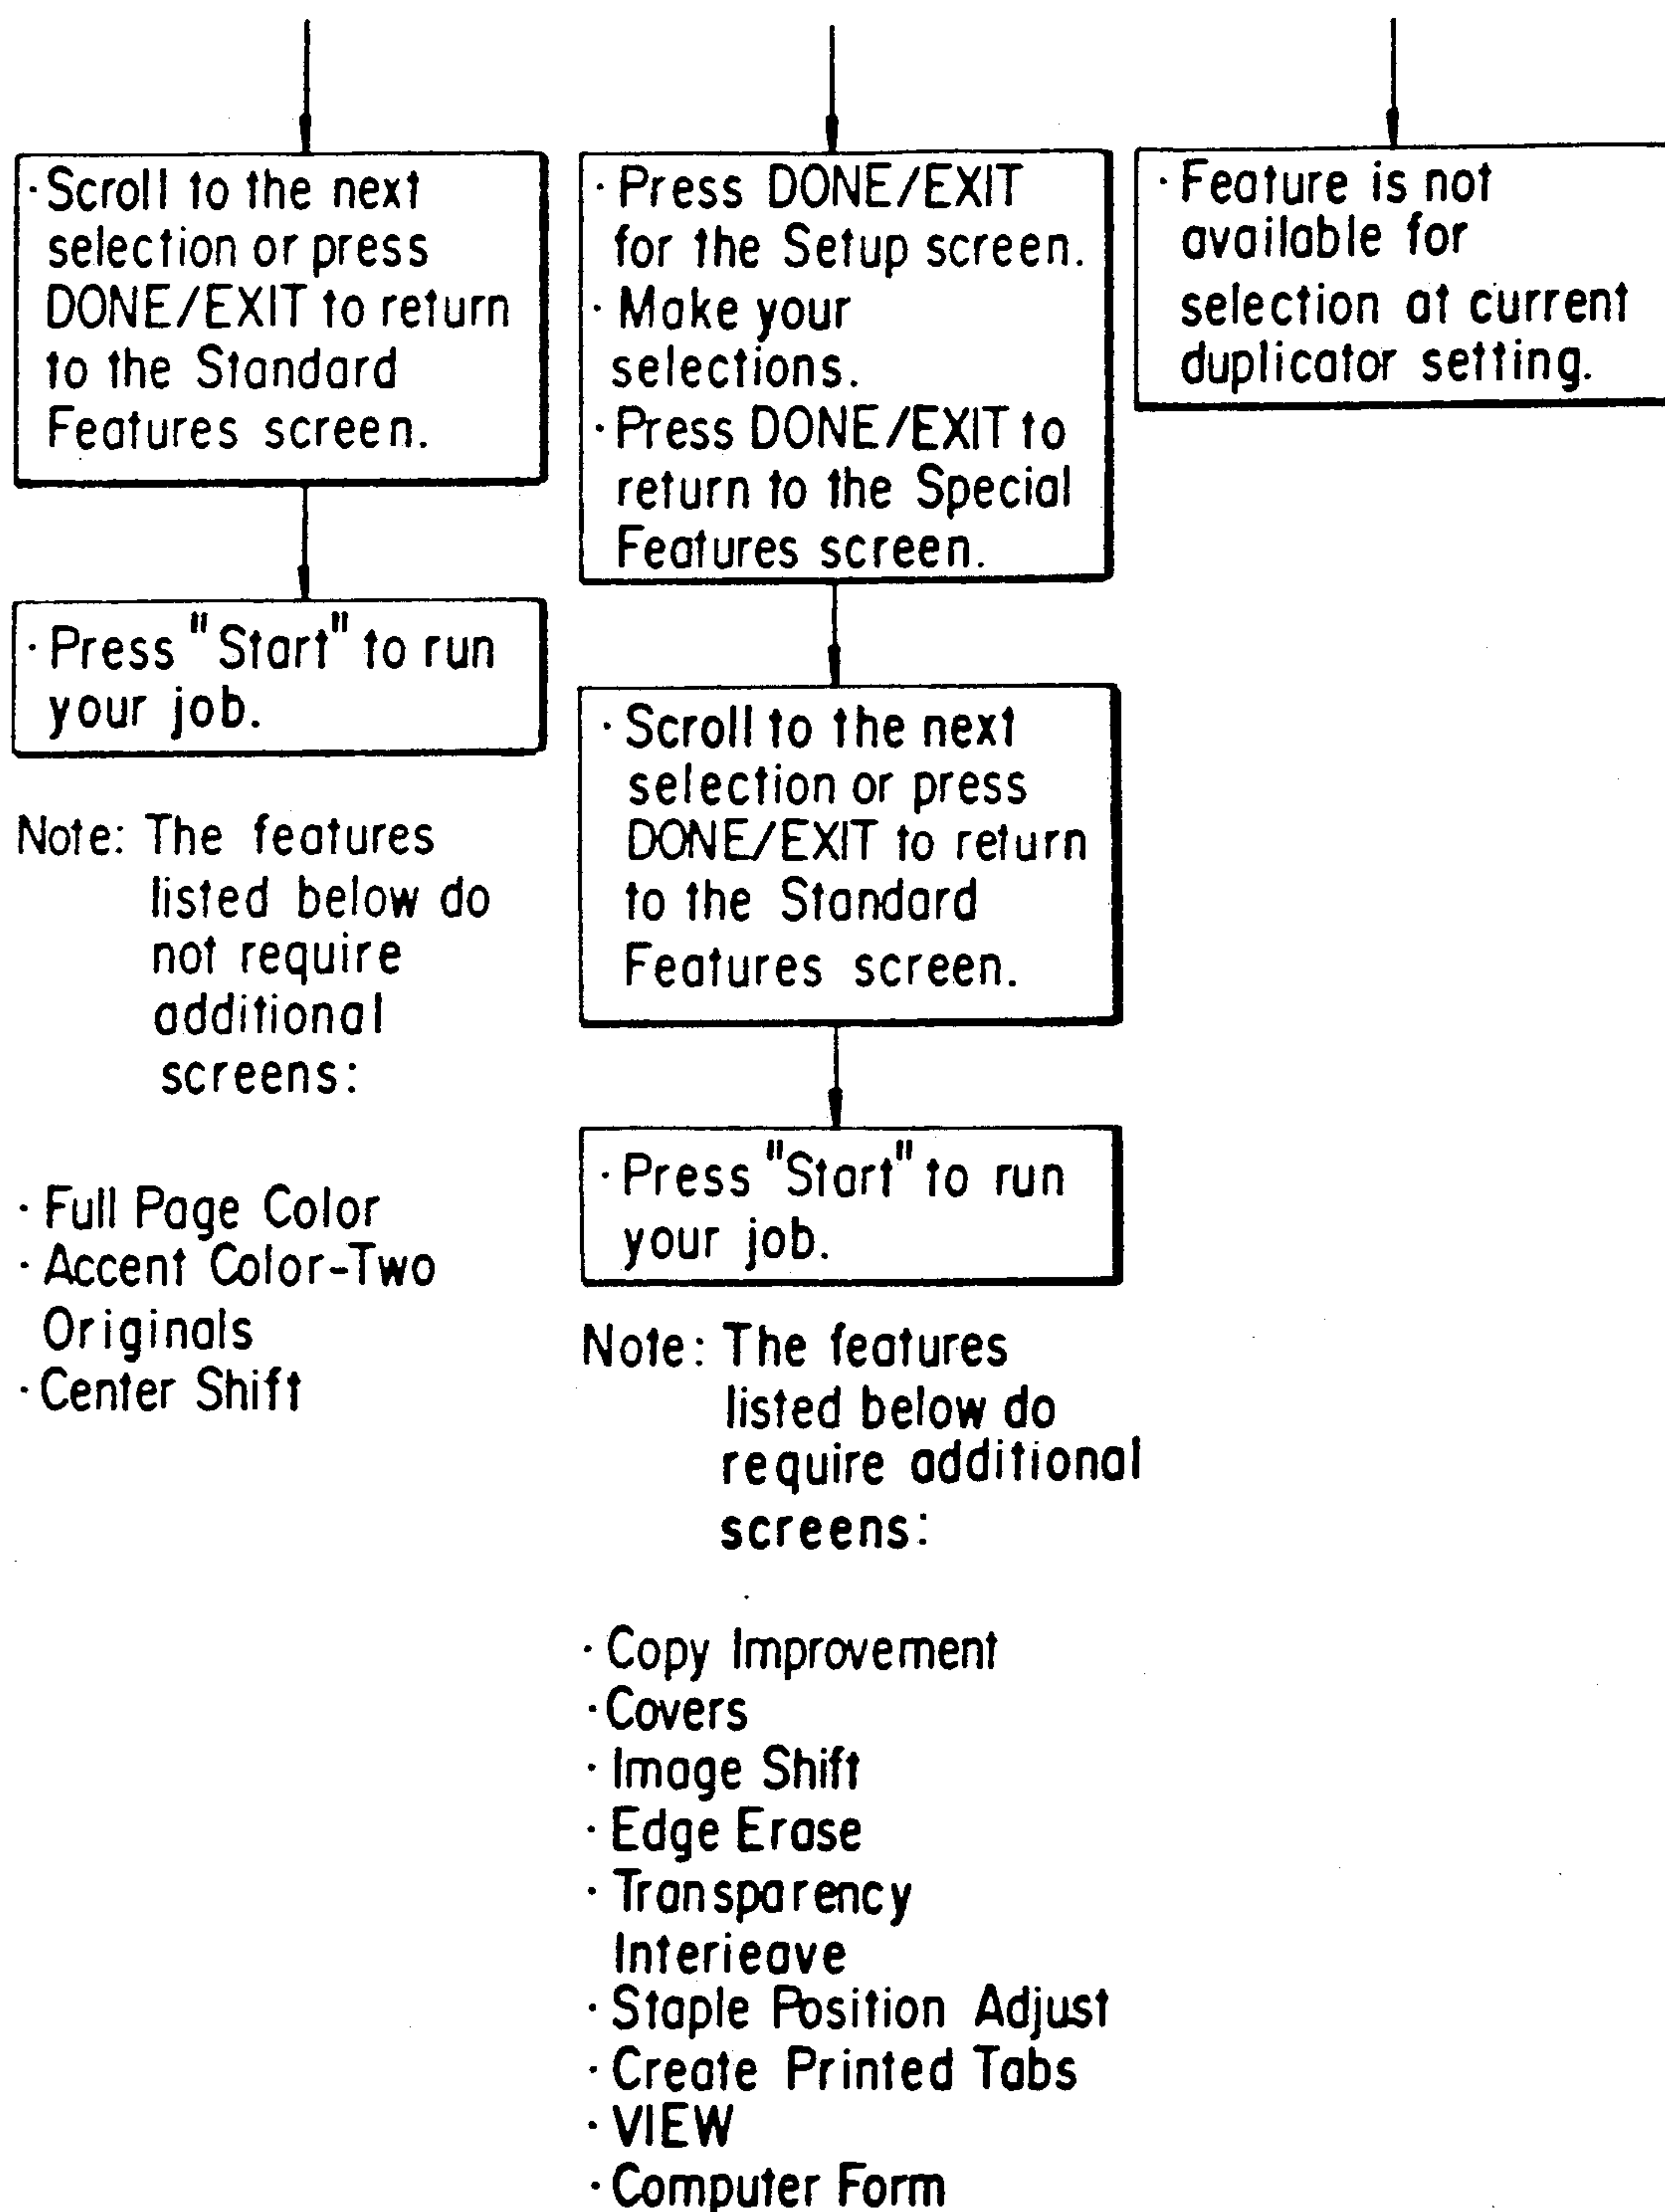 · Scroll to the next
selection or press
DONE/EXIT to return
to the Standard
Features screen.
· Press "Start" to run
your job.
Note: The features
listed below do
not require
additional
screens:
· Full Page Color
· Accent Color-Two
Originals
· Center Shift
· Press DONE/EXIT
for the Setup screen.
· Make your
selections.
· Press DONE/EXIT to
return to the Special
Features screen.
· Scroll to the next
selection or press
DONE/EXIT to return
to the Standard
Features screen.
· Press "Start" to run
your job.
Note: The features
listed below do
require additional
screens:
· Copy Improvement
· Covers
· Image Shift
· Edge Erase
· Transparency
Interieave
· Staple Position Adjust
· Create Printed Tabs
· VIEW
· Computer Form
· Feature is not
available for
selection at current
duplicator setting.